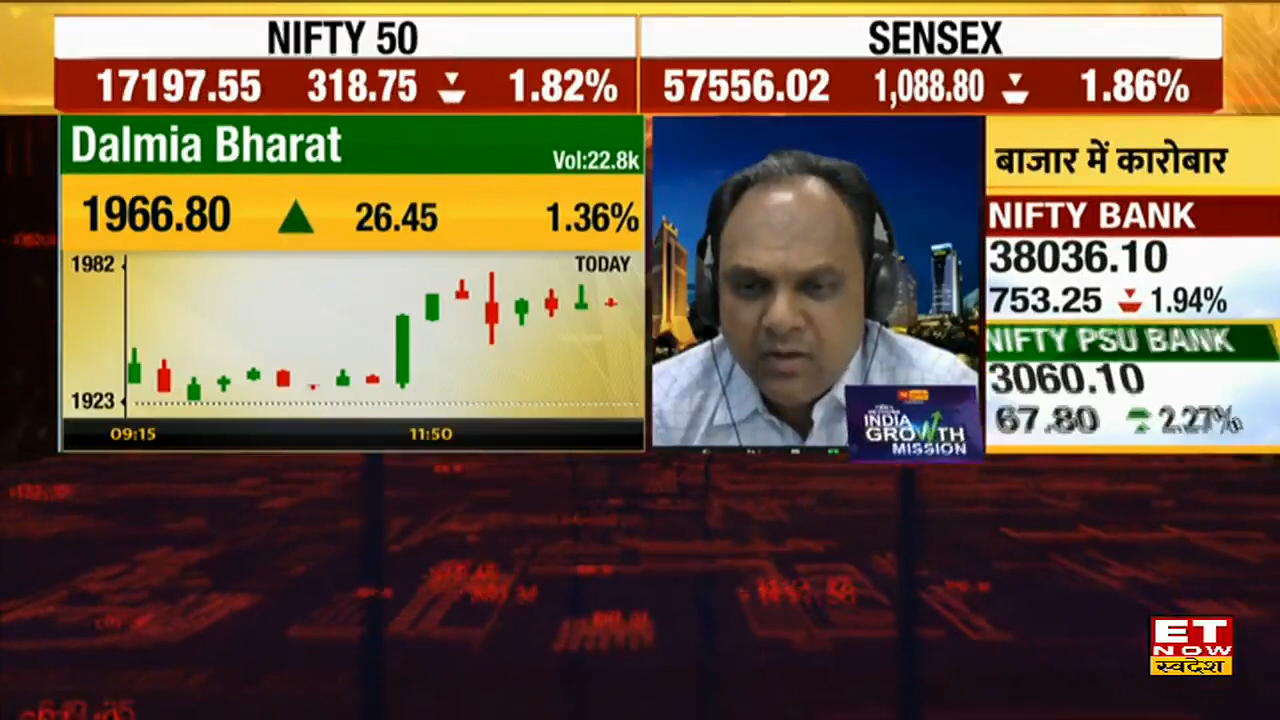 NIFTY 50
17197.55 318.75 1.82%
SENSEX
57556.02 1,088.80 1.86%
Dalmia Bharat
Vol:22.8k
1966.80 26.45 1.36%
1982
TODAY
1923
09:15 11:50
INDIA
GROWTH
MISSION
बाजार में कारोबार
NIFTY BANK
38036.10
753.25 1.94%
NIFTY PSU BANK
3060.10
67.80 2.27%
ET
NOW
स्वदेश